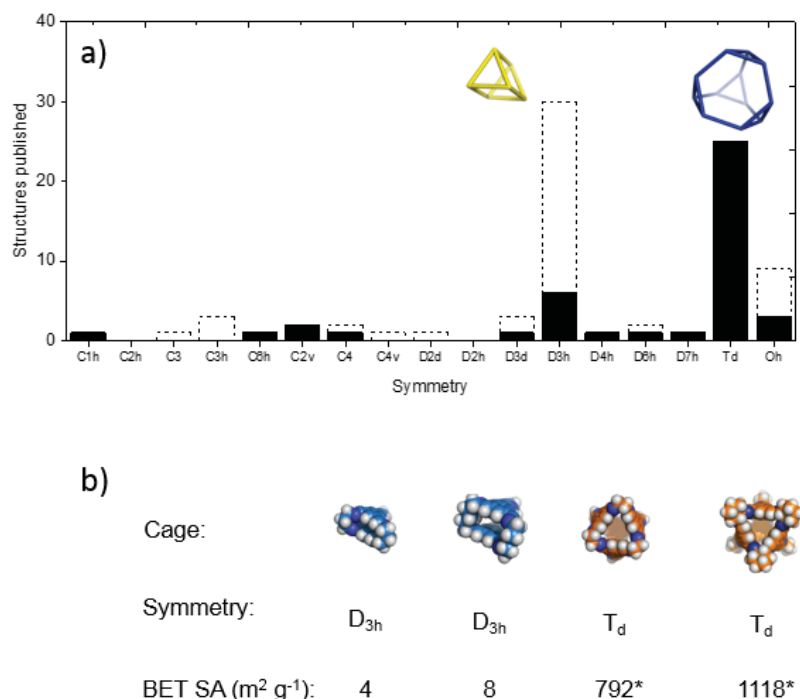 a)
40
30
20
10
0
Structures published
C1h C2h C3 C3h C6h C2v C4 C4v D2d D2h D3d D3h D4h D6h D7h Td Oh
Symmetry
b)
Cage:
Symmetry: D3h D3h Td Td
BET SA (m² g⁻¹): 4 8 792* 1118*